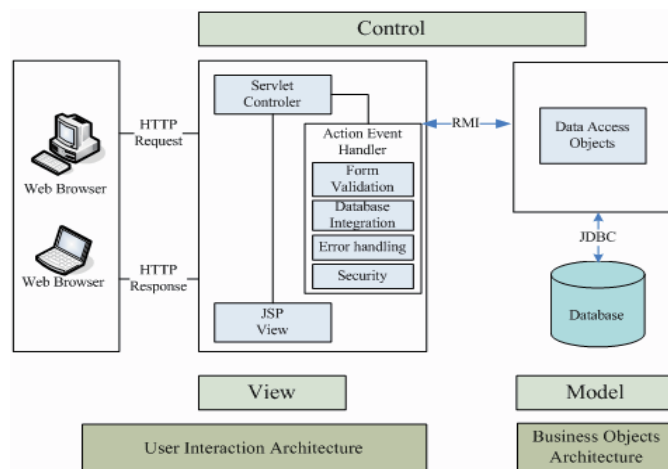 Control
Web Browser
Web Browser
HTTP
Request
HTTP
Response
Servlet
Controler
Action Event
Handler
Form
Validation
Database
Integration
Error handling
Security
JSP
View
RMI
Data Access
Objects
JDBC
Database
View
Model
User Interaction Architecture
Business Objects
Architecture